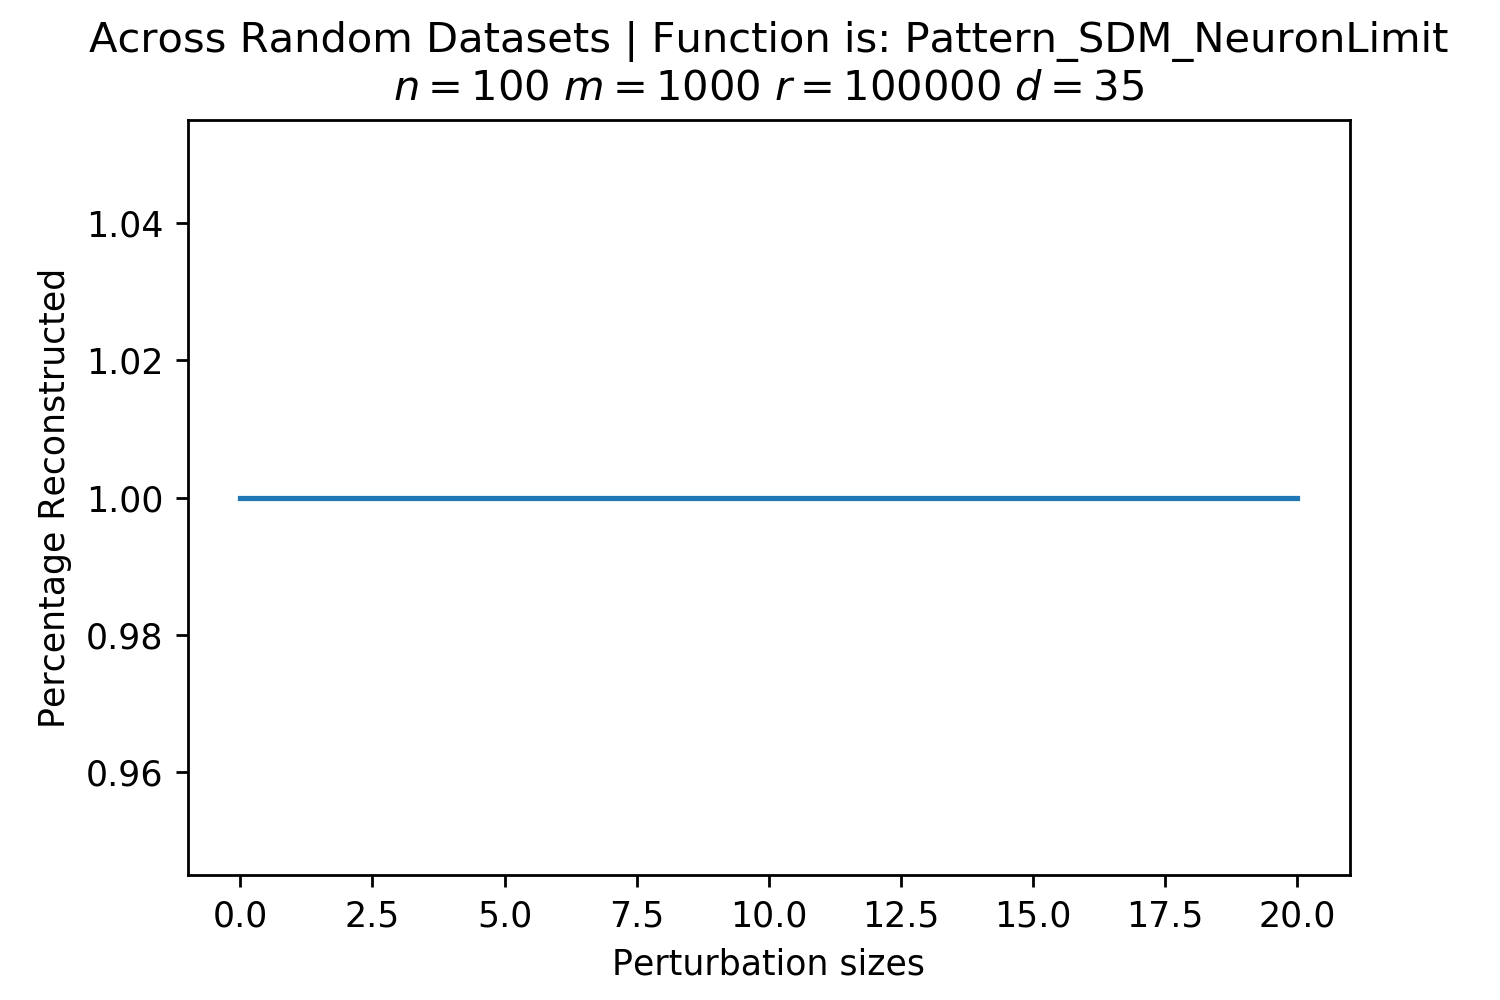 Across Random Datasets | Function is: Pattern_SDM_NeuronLimit
n = 100 m = 1000 r = 100000 d = 35
Percentage Reconstructed
1.04
1.02
1.00
0.98
0.96
0.0 2.5 5.0 7.5 10.0 12.5 15.0 17.5 20.0
Perturbation sizes